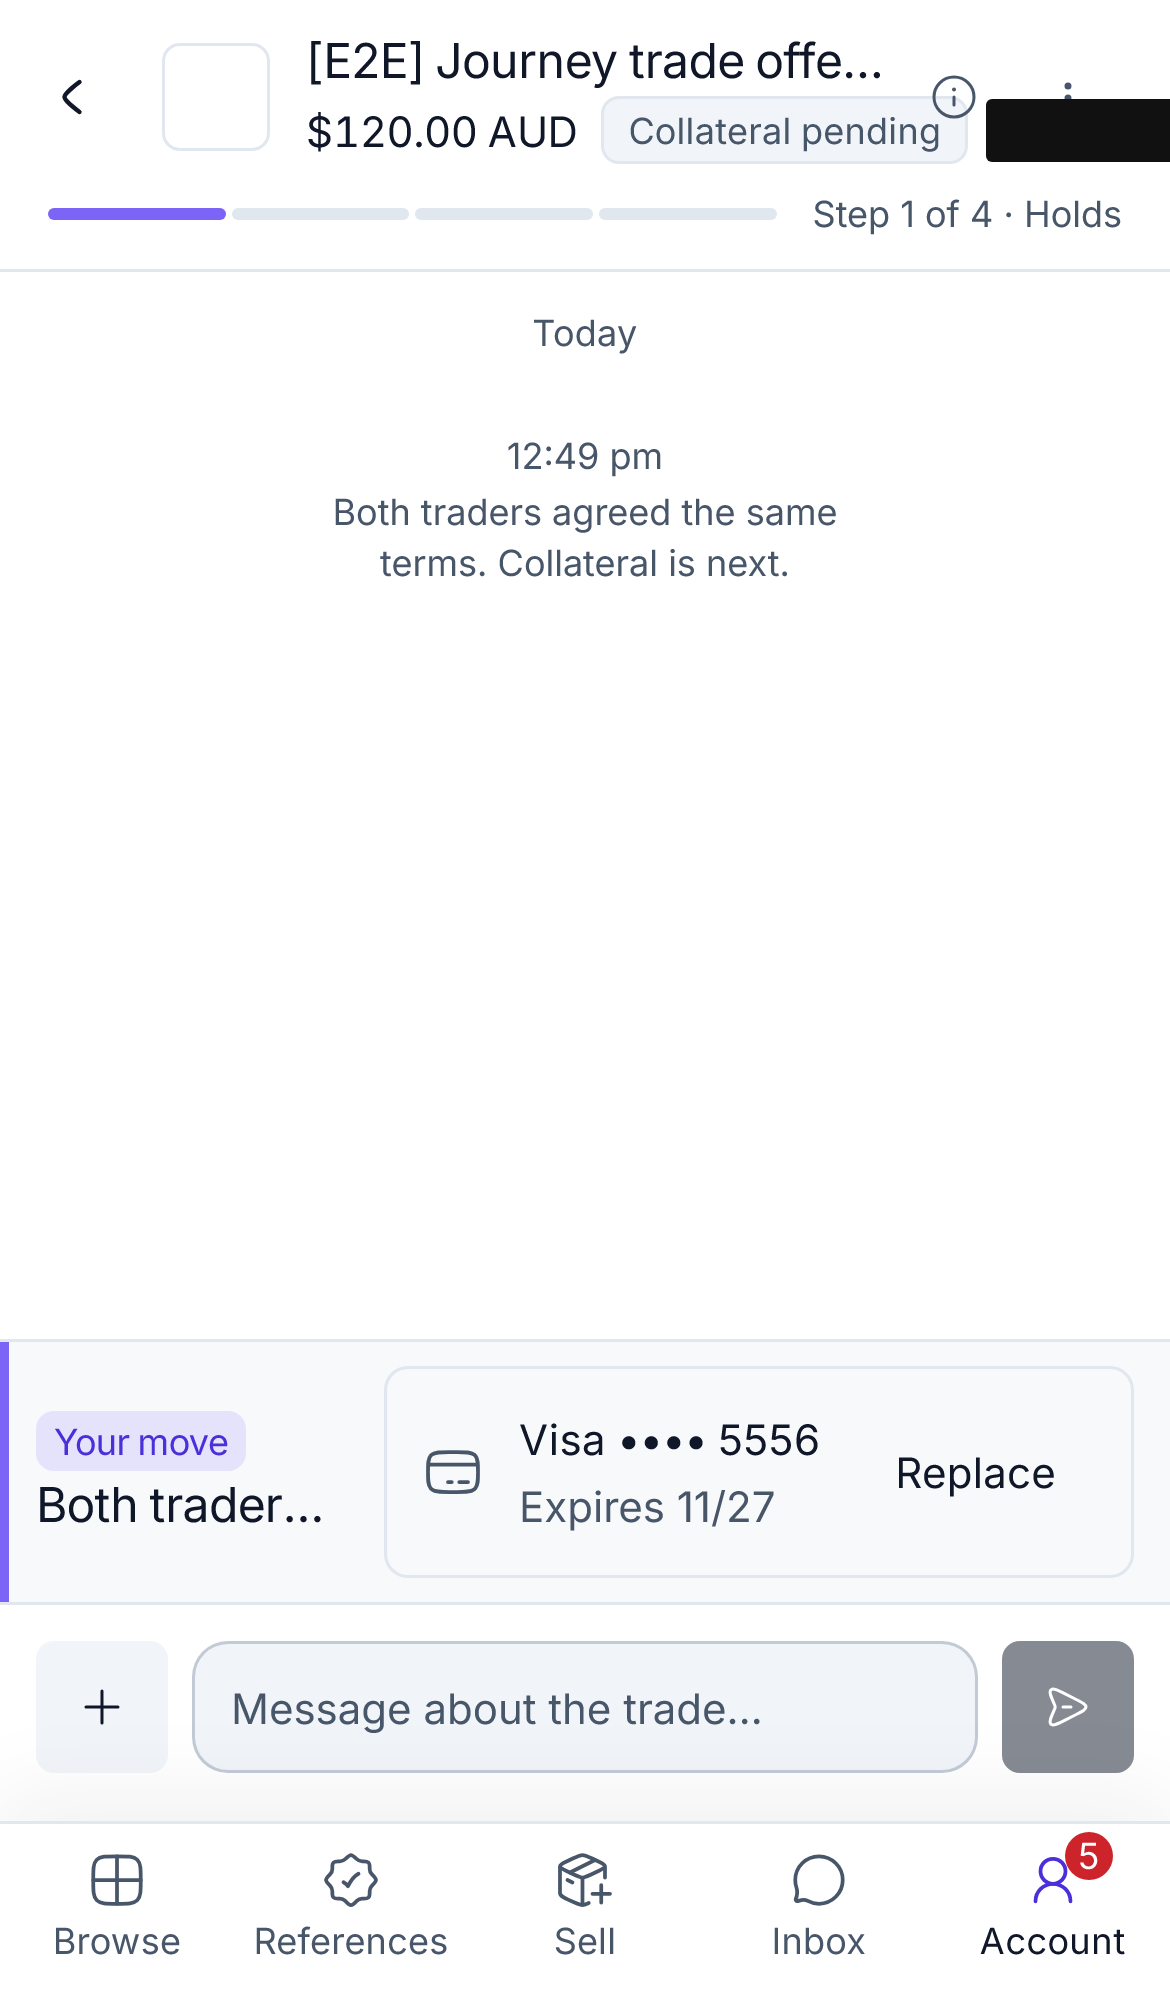 [E2E] Journey trade offe...
$120.00 AUD
Collateral pending
Step 1 of 4 · Holds
Today
12:49 pm
Both traders agreed the same
terms. Collateral is next.
Your move
Both trader...
Visa •••• 5556
Expires 11/27
Replace
Message about the trade...
Browse
References
Sell
Inbox
5
Account